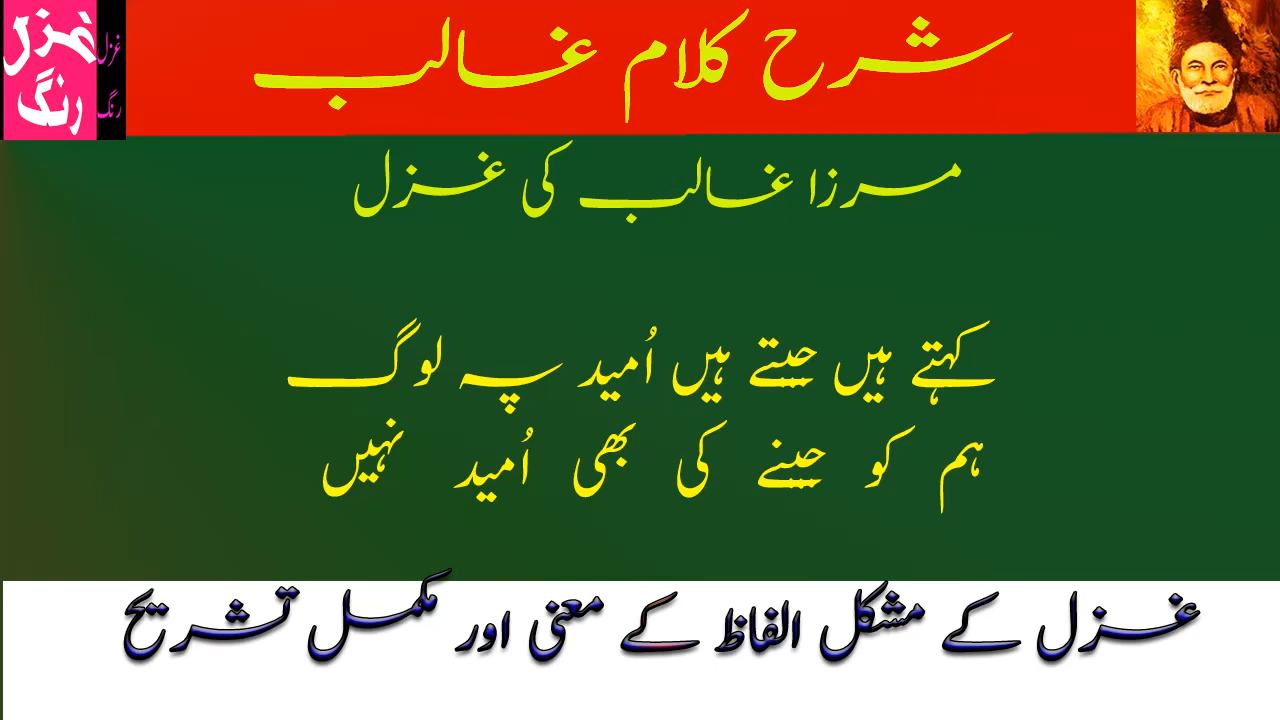 غزل
رنگ
غزل
رنگ
شرح کلام غالب
مرزا غالب کی غزل
کہتے ہیں جیتے ہیں اُمید پہ لوگ
ہم کو جینے کی بھی اُمید نہیں
غزل کے مشکل الفاظ کے معنی اور مکمل تشریح